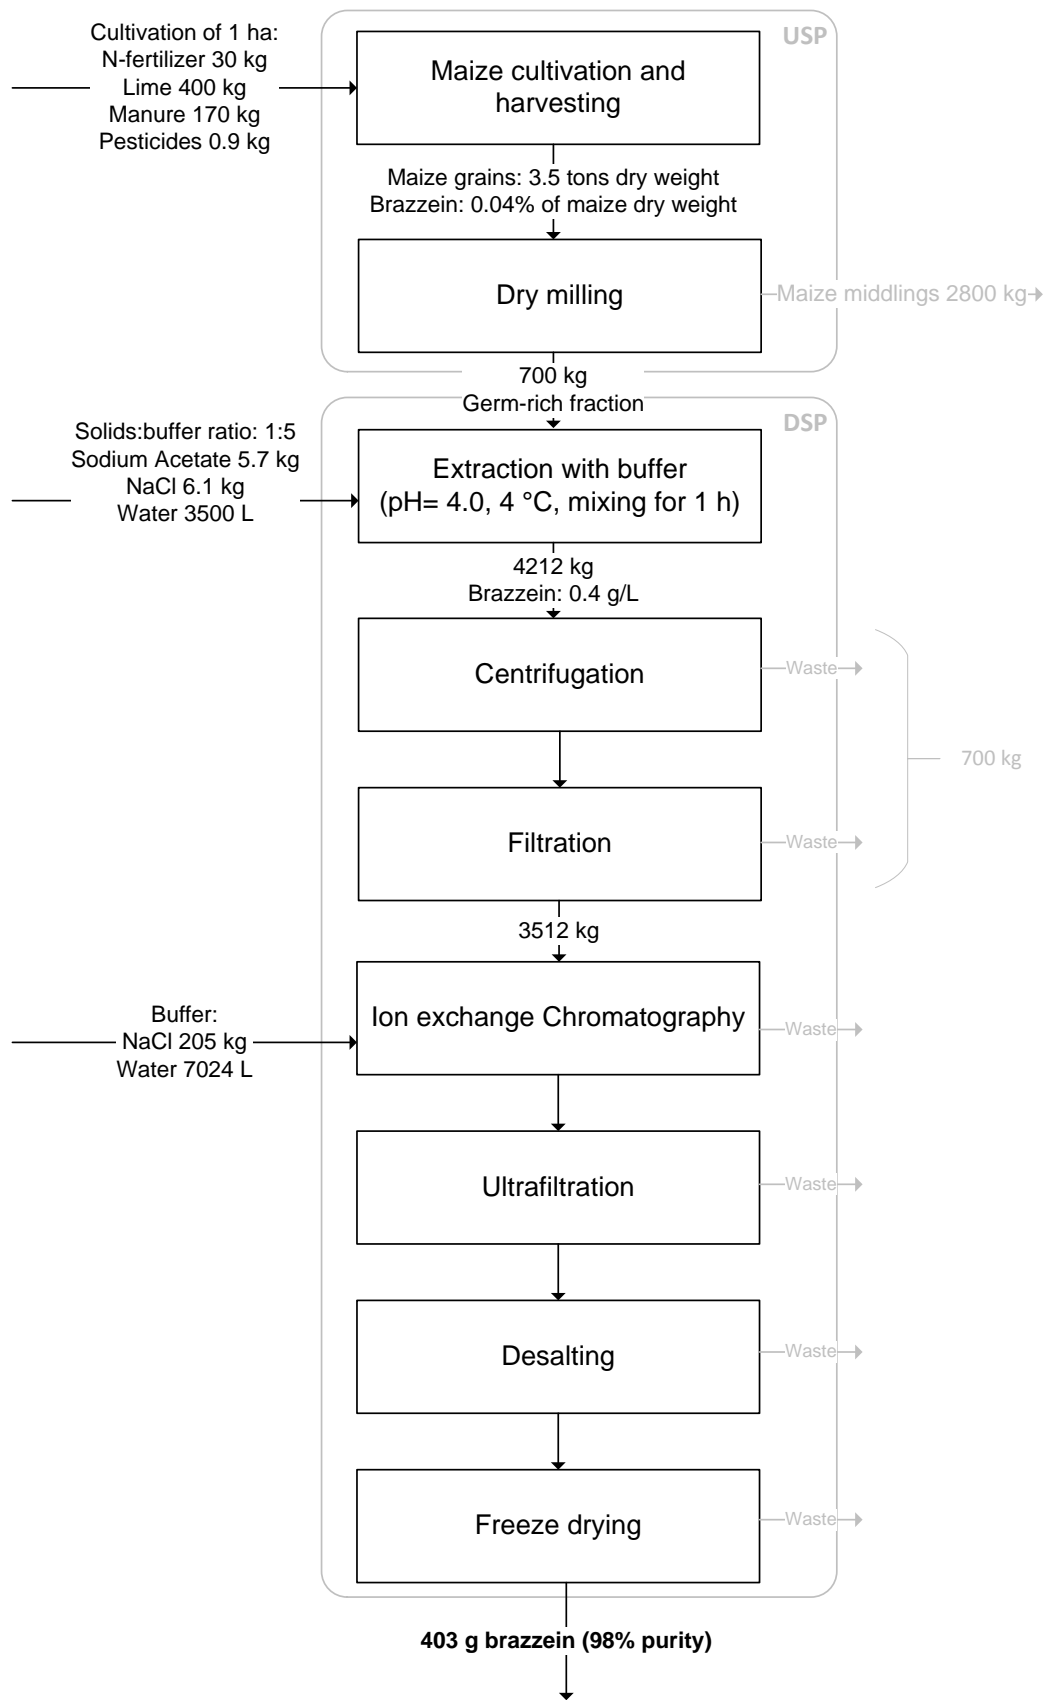 Cultivation of 1 ha:
N-fertilizer 30 kg
Lime 400 kg
Manure 170 kg
Pesticides 0.9 kg
USP
Maize cultivation and
harvesting
Maize grains: 3.5 tons dry weight
Brazzein: 0.04% of maize dry weight
Dry milling
Maize middlings 2800 kg
700 kg
Germ-rich fraction
DSP
Solids:buffer ratio: 1:5
Sodium Acetate 5.7 kg
NaCl 6.1 kg
Water 3500 L
Extraction with buffer
(pH= 4.0, 4 °C, mixing for 1 h)
4212 kg
Brazzein: 0.4 g/L
Centrifugation
Waste
700 kg
Filtration
Waste
3512 kg
Buffer:
NaCl 205 kg
Water 7024 L
Ion exchange Chromatography
Waste
Ultrafiltration
Waste
Desalting
Waste
Freeze drying
Waste
403 g brazzein (98% purity)